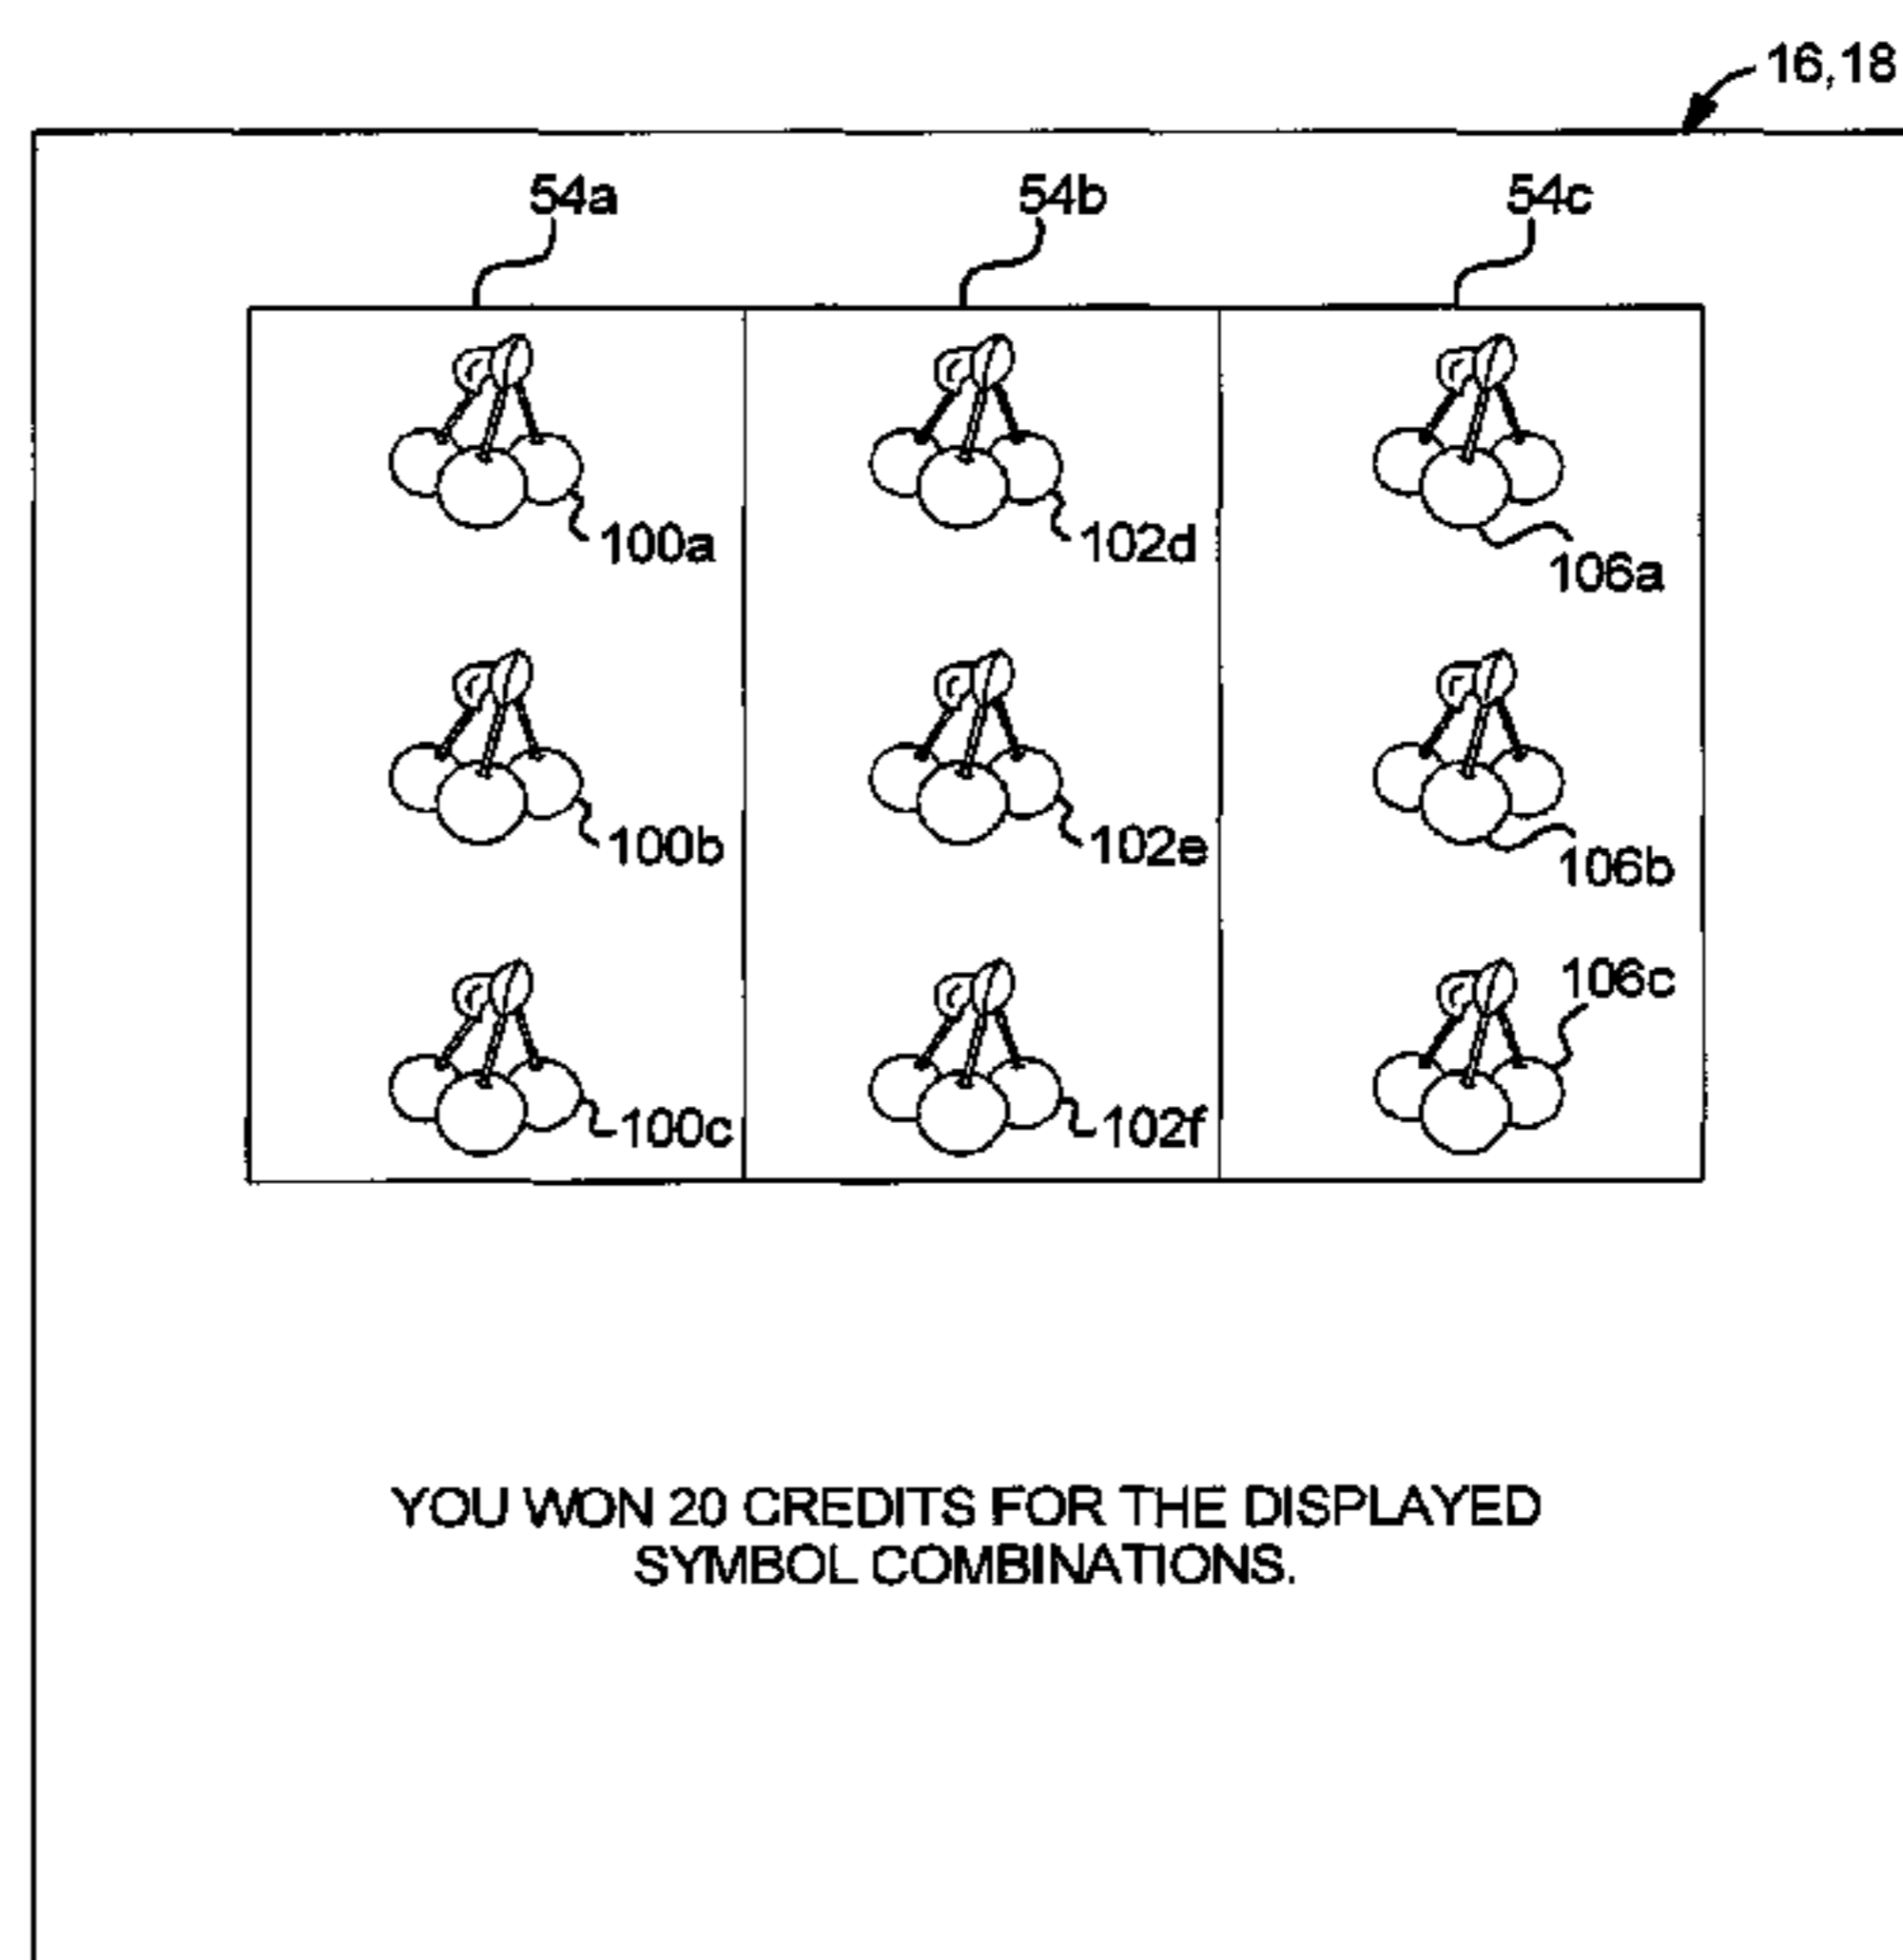 16,18
54a 54b 54c
100a 102d 106a
100b 102e 106b
106c
100c 102f
YOU WON 20 CREDITS FOR THE DISPLAYED
SYMBOL COMBINATIONS.